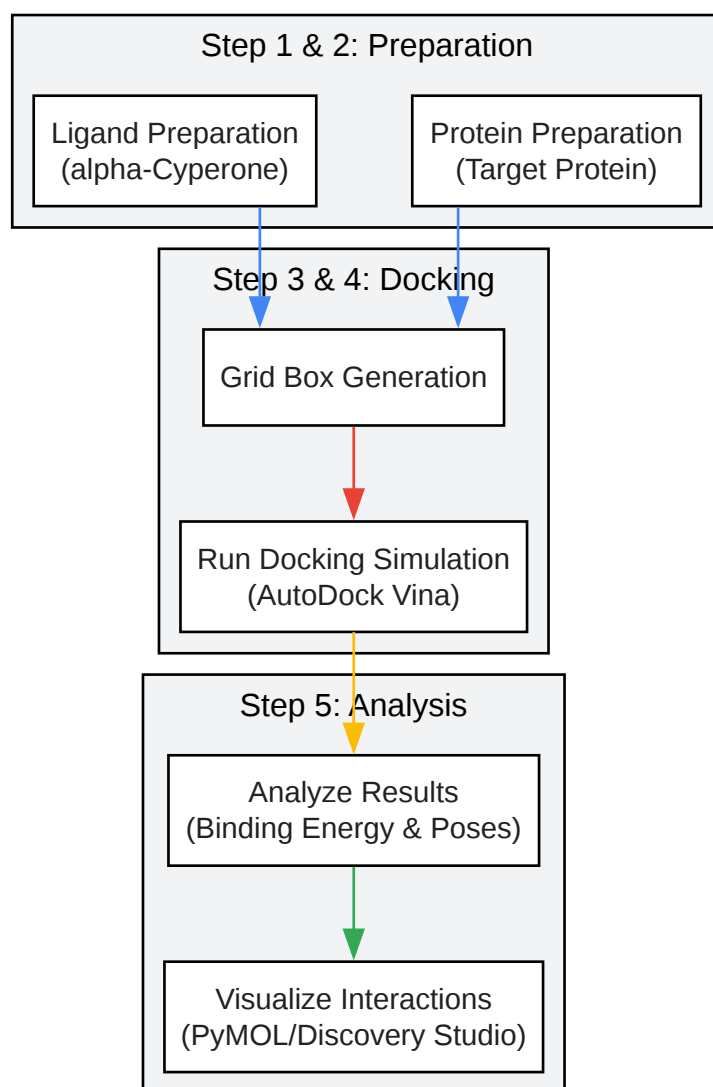 Step 1 & 2: Preparation
Ligand Preparation
(alpha-Cyperone)
Protein Preparation
(Target Protein)
Step 3 & 4: Docking
Grid Box Generation
Run Docking Simulation
(AutoDock Vina)
Step 5: Analysis
Analyze Results
(Binding Energy & Poses)
Visualize Interactions
(PyMOL/Discovery Studio)